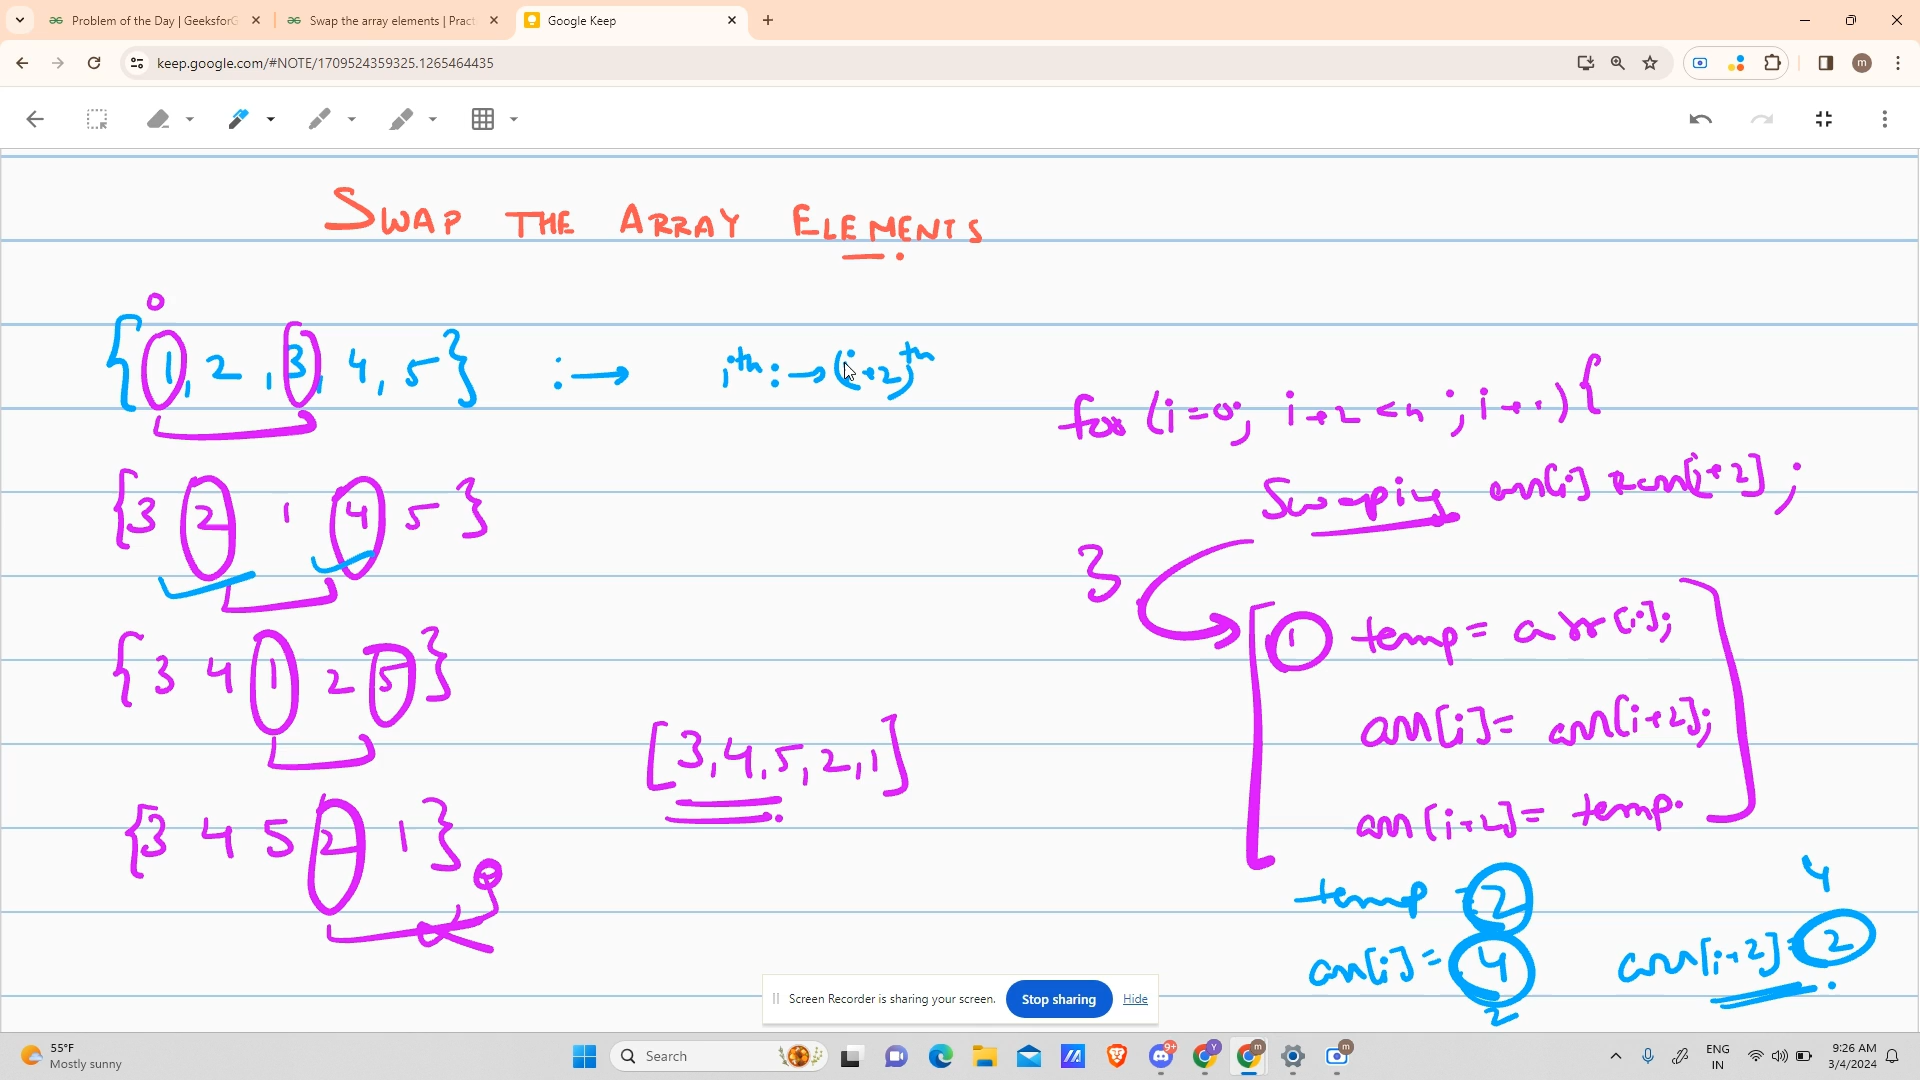 Problem of the Day | GeeksforG
Swap the array elements | Pract
Google Keep
keep.google.com/#NOTE/1709524359325.1265464435
m
SWAP THE ARRAY ELEMENTS
0
{1, 2, 3, 4, 5} :→ ith :→ (i+2)th
for (i=0; i+2 <n ; i++) {
{3 2 1 4 5}
Swapping arr[i] & arr[i+2] ;
}
1 temp = arr[i];
{3 4 1 2 5}
arr[i] = arr[i+2];
[3,4,5,2,1]
arr[i+2] = temp.
{3 4 5 2 1}
temp 2
4
arr[i] = 4
arr[i+2] = 2
2
Screen Recorder is sharing your screen.
Stop sharing
Hide
55°F
Mostly sunny
Search
9+
Y
m
m
ENG
IN
9:26 AM
3/4/2024